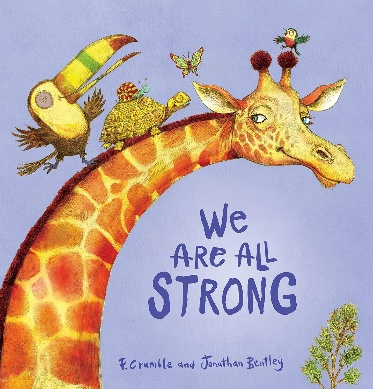 We
ARE ALL
STRONG
P. Crumble and Jonathan Bentley